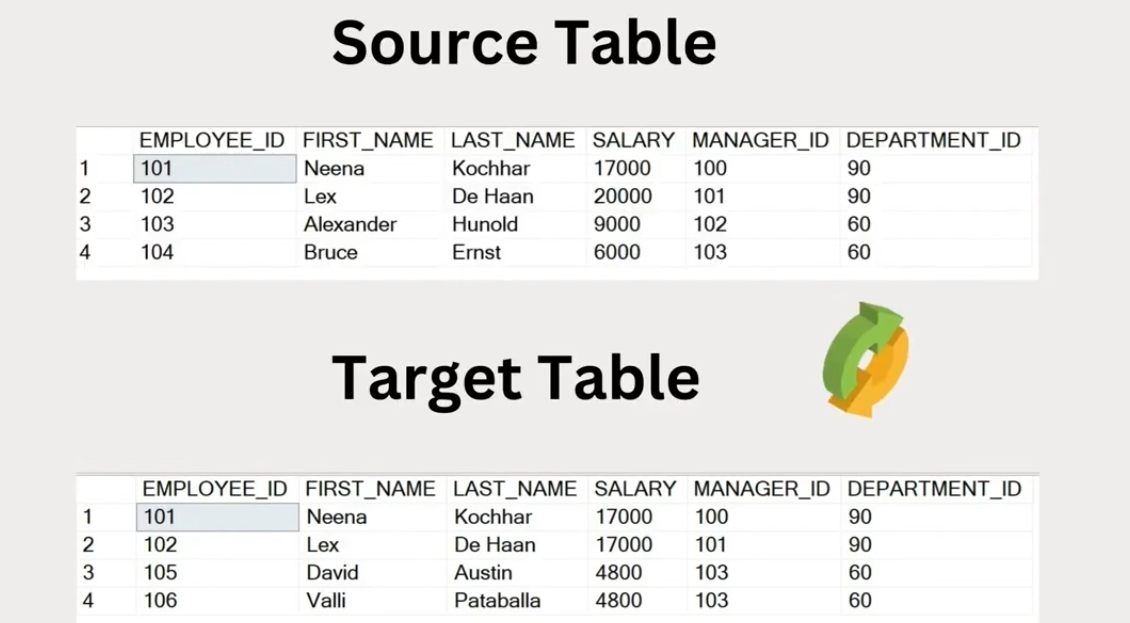 Source Table
EMPLOYEE_ID FIRST_NAME LAST_NAME SALARY MANAGER_ID DEPARTMENT_ID
1 101 Neena Kochhar 17000 100 90
2 102 Lex De Haan 20000 101 90
3 103 Alexander Hunold 9000 102 60
4 104 Bruce Ernst 6000 103 60
Target Table
EMPLOYEE_ID FIRST_NAME LAST_NAME SALARY MANAGER_ID DEPARTMENT_ID
1 101 Neena Kochhar 17000 100 90
2 102 Lex De Haan 17000 101 90
3 105 David Austin 4800 103 60
4 106 Valli Pataballa 4800 103 60